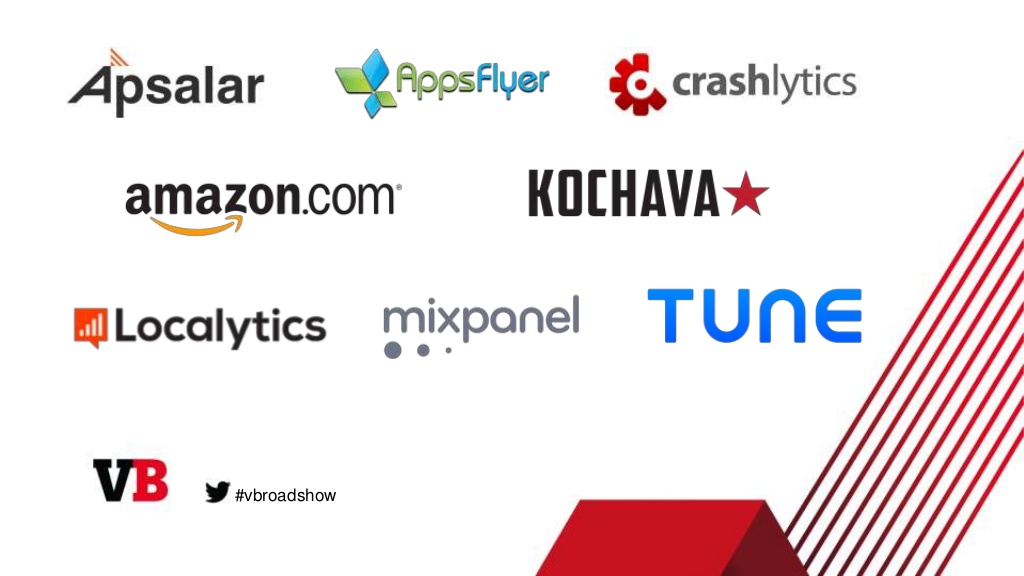 Apsalar
AppsFlyer
crashlytics
amazon.com®
KOCHAVA
Localytics
mixpanel
TUNE
VB
#vbroadshow